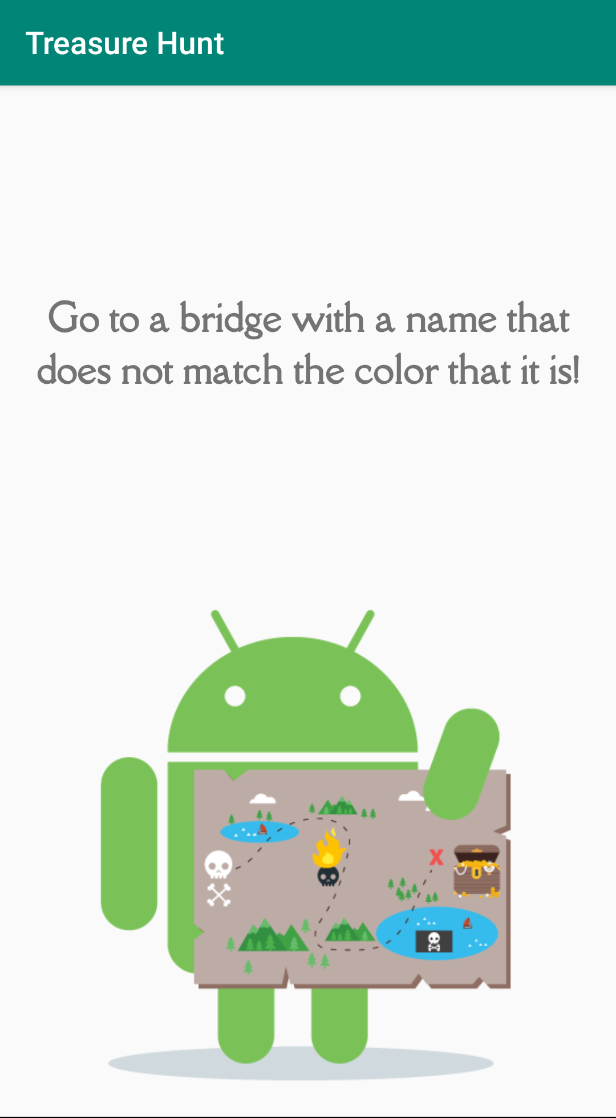 Treasure Hunt
Go to a bridge with a name that
does not match the color that it is!
X